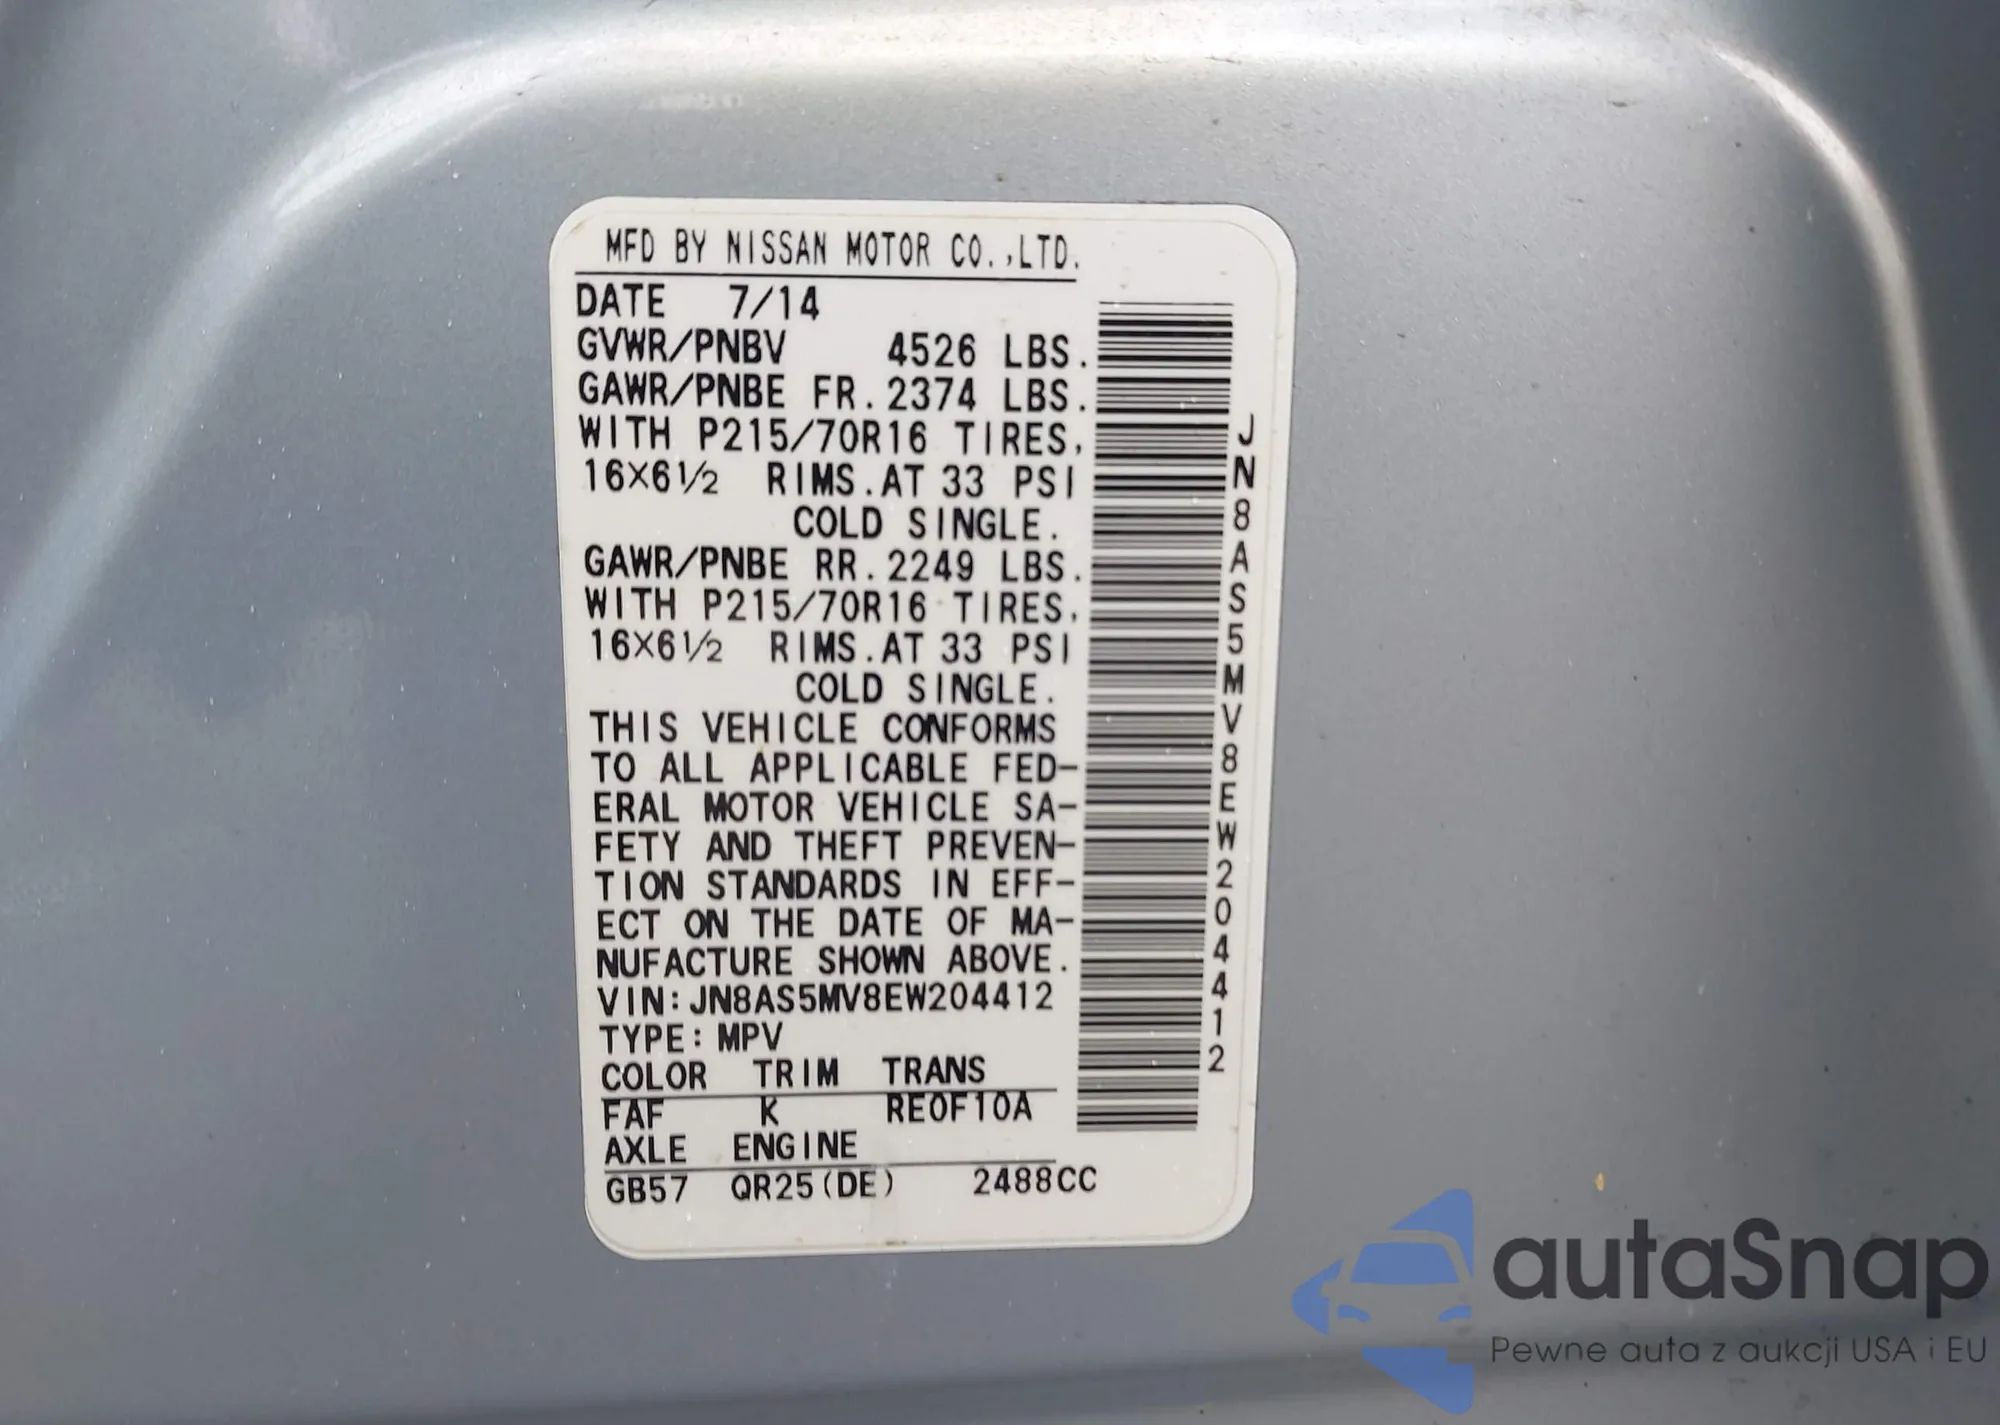 MFD BY NISSAN MOTOR CO.,LTD.
DATE 7/14
GVWR/PNBV 4526 LBS.
GAWR/PNBE FR.2374 LBS.
WITH P215/70R16 TIRES,
16X6½ RIMS.AT 33 PSI
COLD SINGLE.
GAWR/PNBE RR.2249 LBS.
WITH P215/70R16 TIRES,
16X6½ RIMS.AT 33 PSI
COLD SINGLE.
THIS VEHICLE CONFORMS
TO ALL APPLICABLE FED-
ERAL MOTOR VEHICLE SA-
FETY AND THEFT PREVEN-
TION STANDARDS IN EFF-
ECT ON THE DATE OF MA-
NUFACTURE SHOWN ABOVE.
VIN:JN8AS5MV8EW204412
TYPE:MPV
COLOR TRIM TRANS
FAF K RE0F10A
AXLE ENGINE
GB57 QR25(DE) 2488CC
JN8AS5MV8EW204412
autaSnap
Pewne auta z aukcji USA i EU